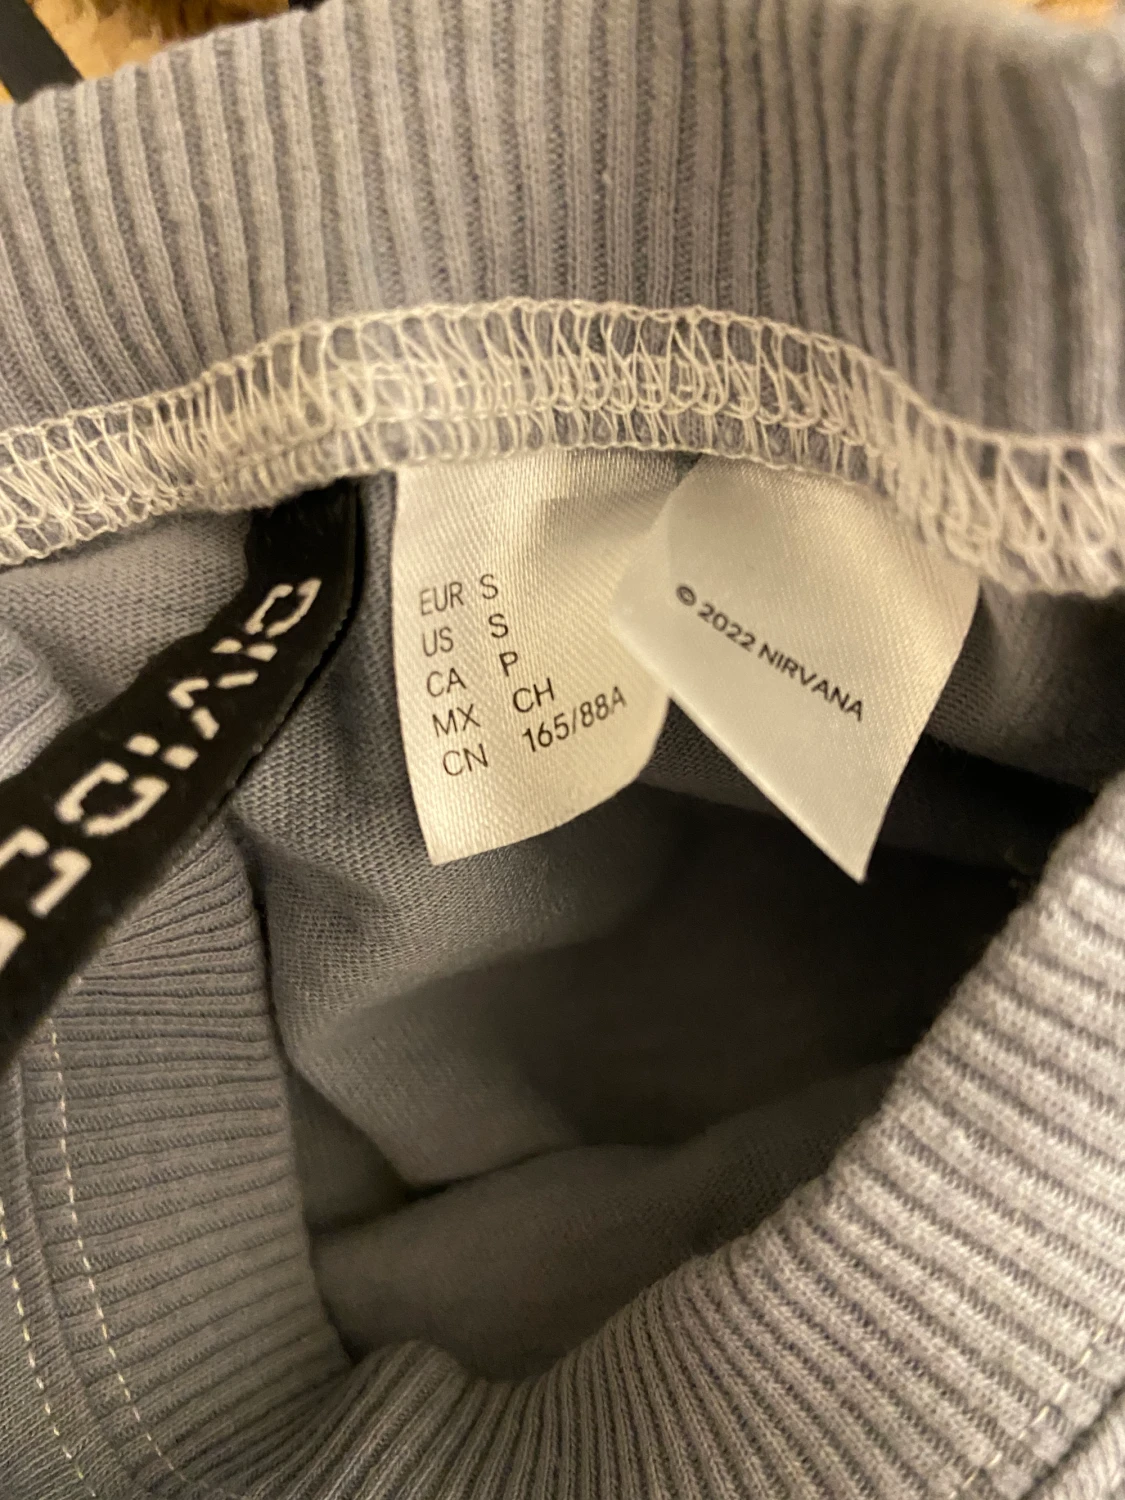 EUR S
US S
CA P
MX CH
CN 165/88A
© 2022 NIRVANA